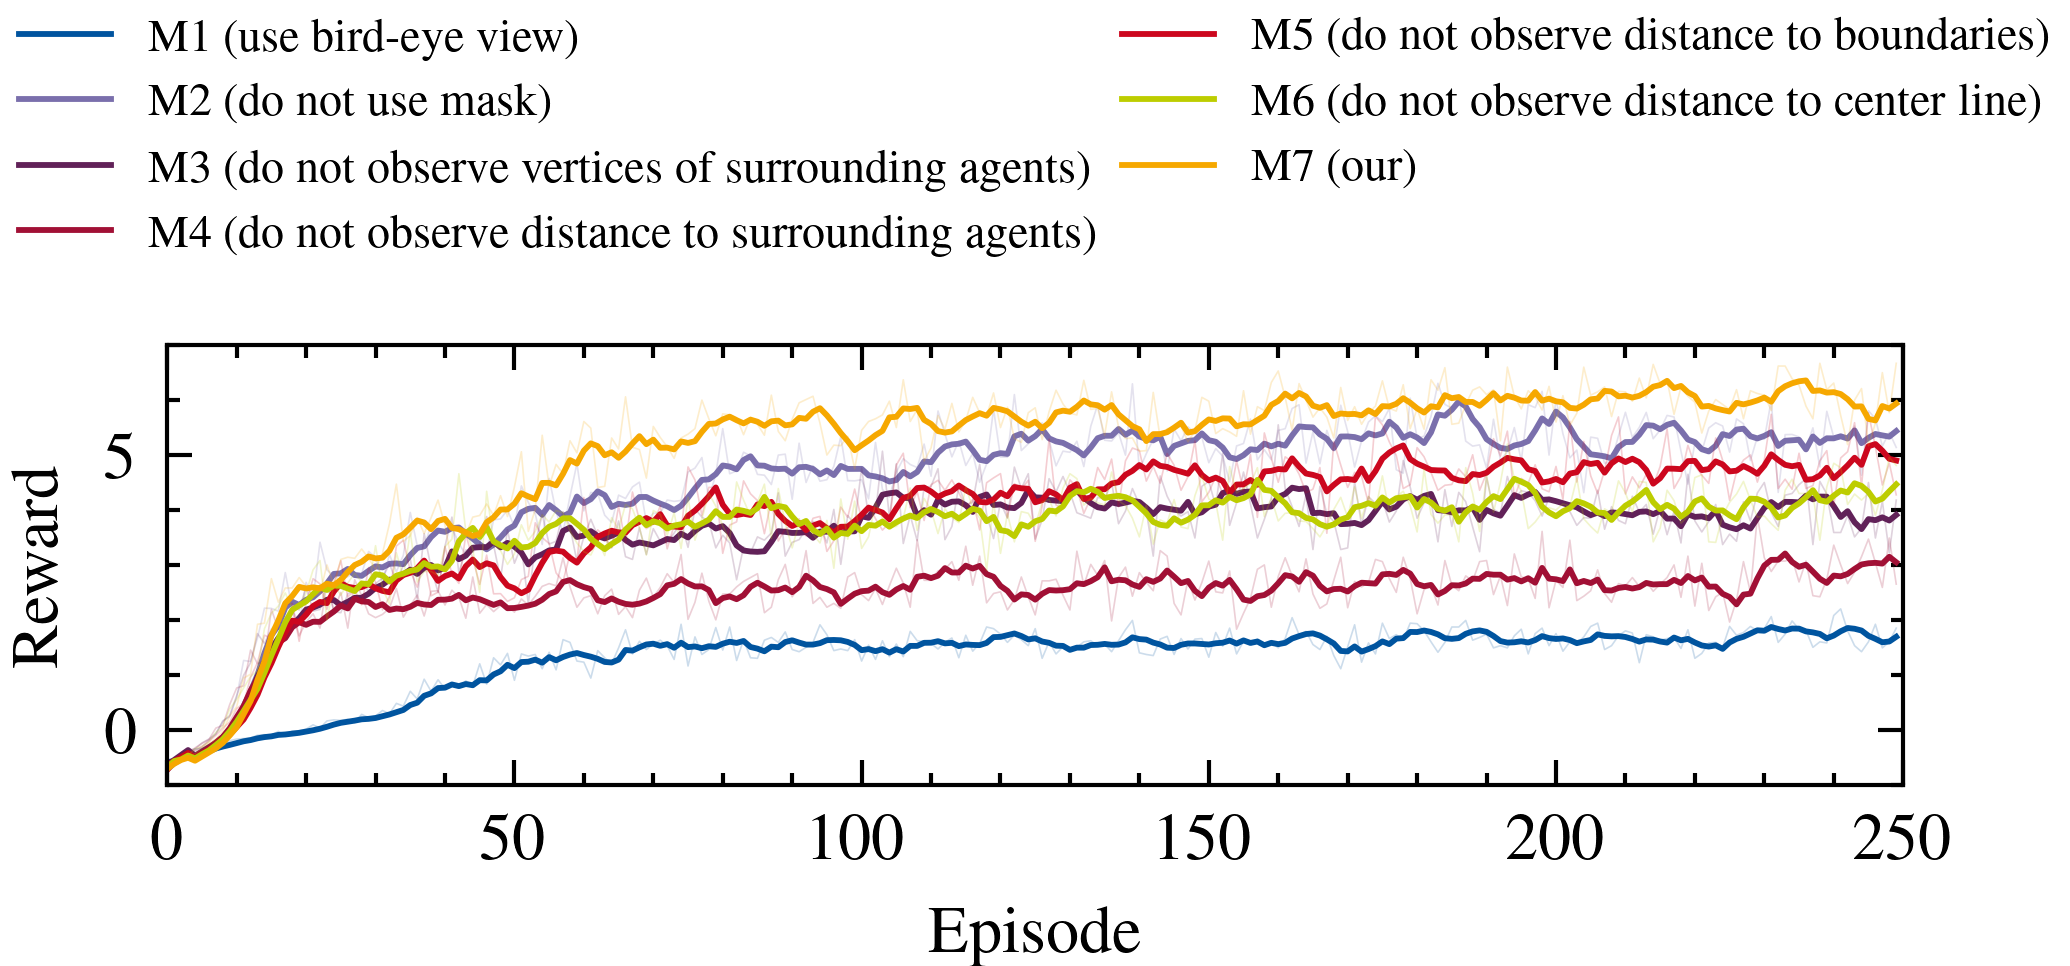 M1 (use bird-eye view)
M2 (do not use mask)
M3 (do not observe vertices of surrounding agents)
M4 (do not observe distance to surrounding agents)
M5 (do not observe distance to boundaries)
M6 (do not observe distance to center line)
M7 (our)
Reward
5
0
0 50 100 150 200 250
Episode